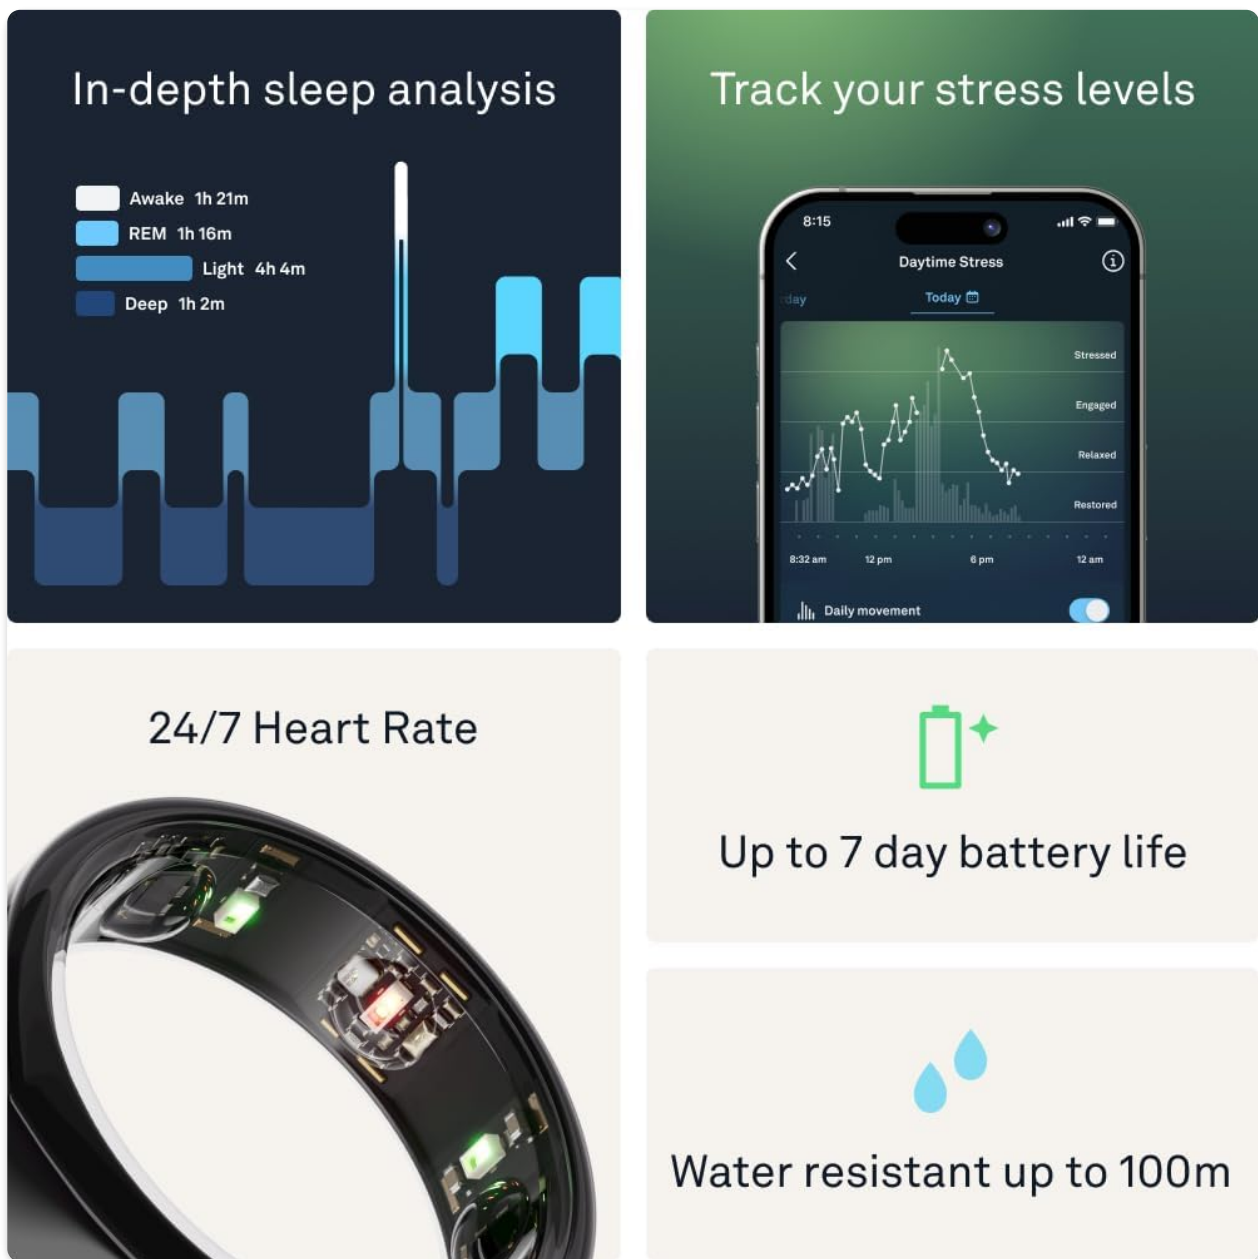 In-depth sleep analysis
Awake 1h 21m
REM 1h 16m
Light 4h 4m
Deep 1h 2m
Track your stress levels
8:15
Daytime Stress
rday
Today
Stressed
Engaged
Relaxed
Restored
8:32 am 12 pm 6 pm 12 am
Daily movement
24/7 Heart Rate
Up to 7 day battery life
Water resistant up to 100m